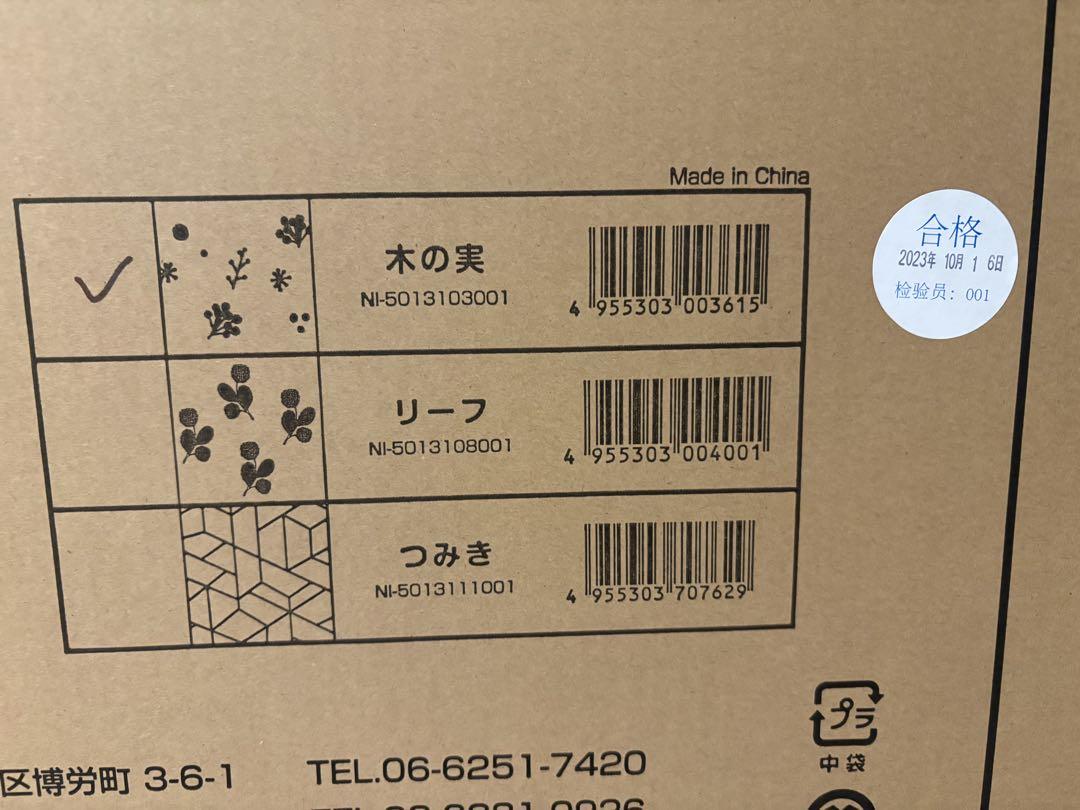 Made in China
木の実
NI-5013103001
4 955303 003615
合格
2023年 10月 1 6日
检验员: 001
リーフ
NI-5013108001
4 955303 004001
つみき
NI-5013111001
4 955303 707629
プラ
中袋
区博労町 3-6-1
TEL.06-6251-7420